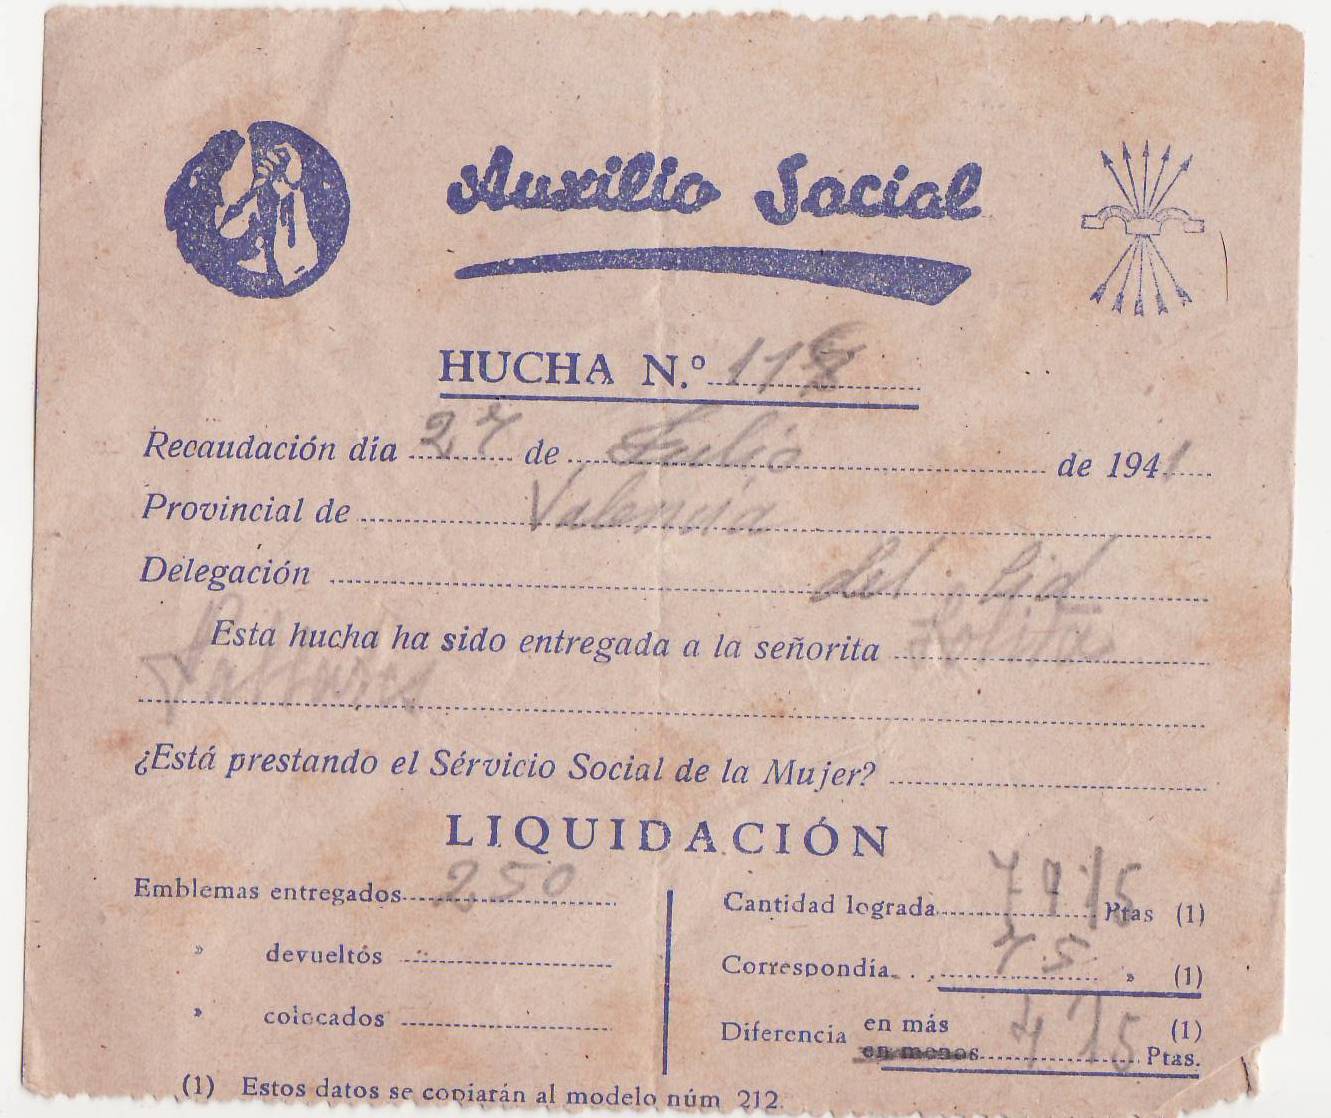 Auxilio Social
HUCHA N.º 118
Recaudación día 27 de Julio de 1941
Provincial de Valencia
Delegación del Cid
Esta hucha ha sido entregada a la señorita Lolita
¿Está prestando el Sérvicio Social de la Mujer?
LIQUIDACIÓN
Emblemas entregados 250
» devueltos
» colocados
Cantidad lograda 79'15 Ptas (1)
Correspondía 75 » (1)
Diferencia en más (1)
en menos 4'15 Ptas.
(1) Estos datos se copiarán al modelo núm 212.